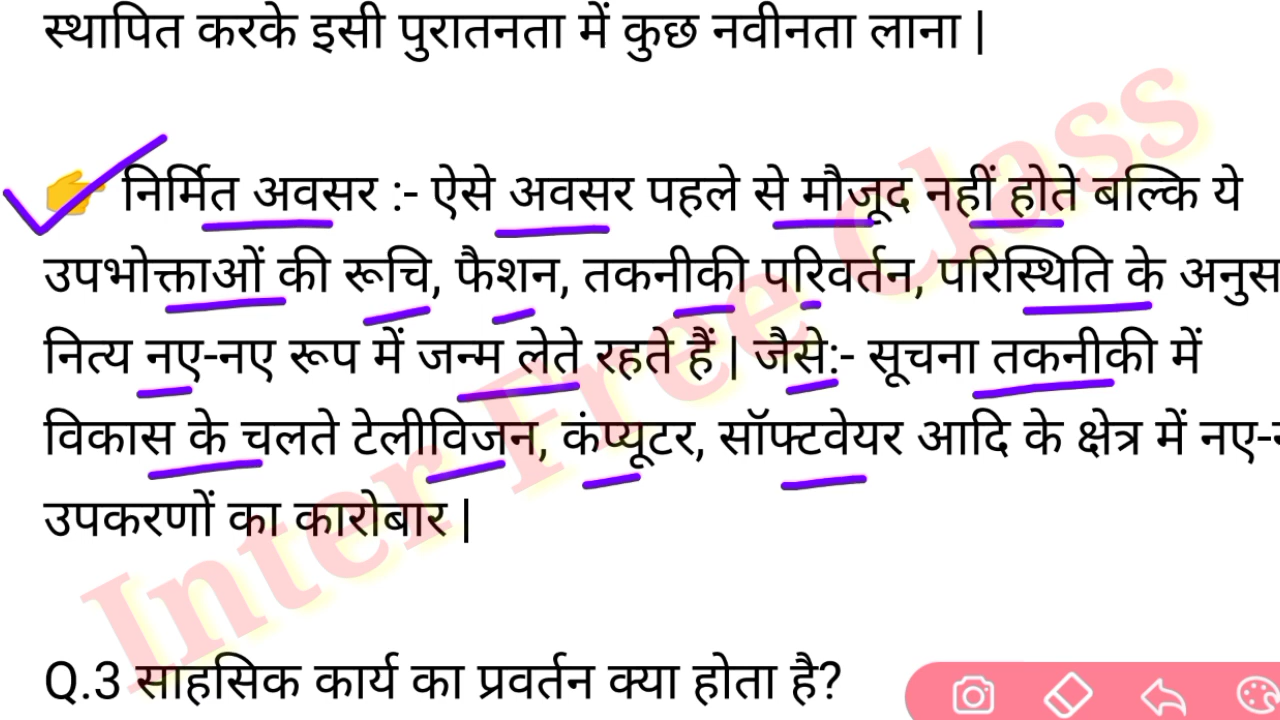 स्थापित करके इसी पुरातनता में कुछ नवीनता लाना |
निर्मित अवसर :- ऐसे अवसर पहले से मौजूद नहीं होते बल्कि ये
उपभोक्ताओं की रूचि, फैशन, तकनीकी परिवर्तन, परिस्थिति के
नित्य नए-नए रूप में जन्म लेते रहते हैं | जैसे:- सूचना तकनीकी में
विकास के चलते टेलीविजन, कंप्यूटर, सॉफ्टवेयर आदि के क्षेत्र में नए-
उपकरणों का कारोबार |
Inter Free Class
Q.3 साहसिक कार्य का प्रवर्तन क्या होता है?